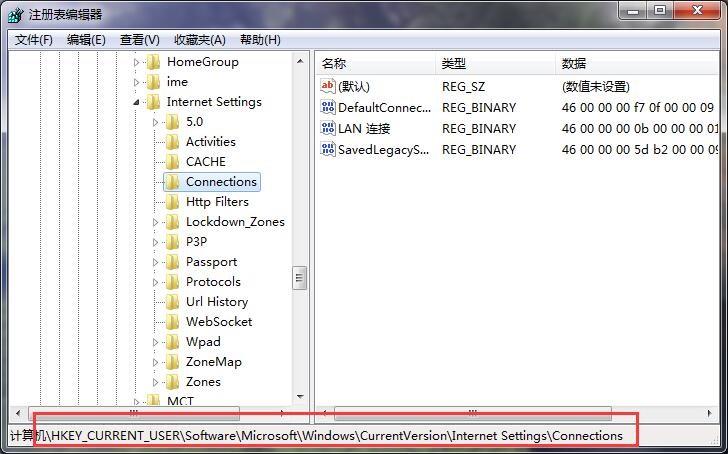 注册表编辑器
文件(F) 编辑(E) 查看(V) 收藏夹(A) 帮助(H)
HomeGroup
ime
Internet Settings
5.0
Activities
CACHE
Connections
Http Filters
Lockdown_Zones
P3P
Passport
Protocols
Url History
WebSocket
Wpad
ZoneMap
Zones
MCT
名称 类型 数据
(默认) REG_SZ (数值未设置)
DefaultConnec... REG_BINARY 46 00 00 00 f7 0f 00 00 09
LAN 连接 REG_BINARY 46 00 00 00 0b 00 00 00 01
SavedLegacyS... REG_BINARY 46 00 00 00 5d b2 00 00 09
计算机\HKEY_CURRENT_USER\Software\Microsoft\Windows\CurrentVersion\Internet Settings\Connections